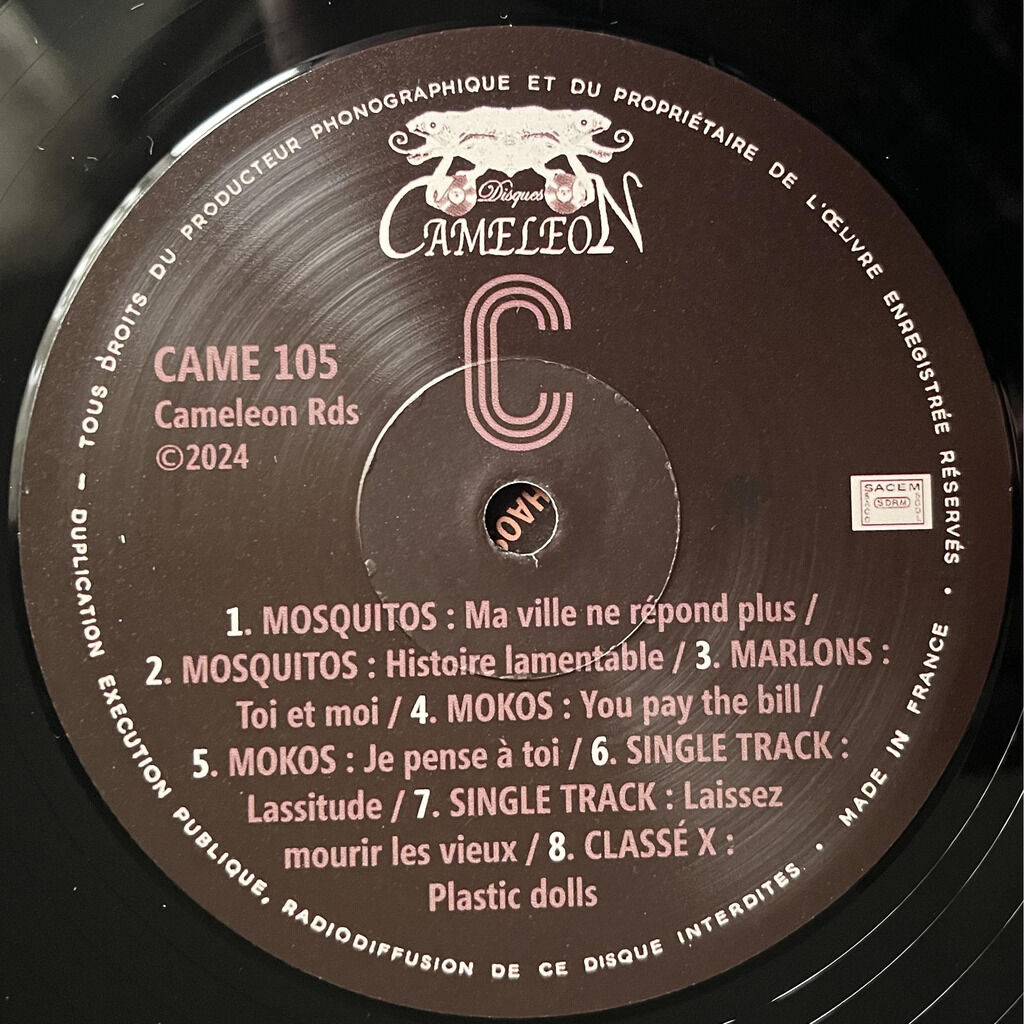 TOUS DROITS DU PRODUCTEUR PHONOGRAPHIQUE ET DU PROPRIÉTAIRE DE L'ŒUVRE ENREGISTRÉE RÉSERVÉS •
Disques
CAMELEON
C
CAME 105
Cameleon Rds
©2024
SACEM
SDRM
SACD
SGDL
HAOS
1. MOSQUITOS : Ma ville ne répond plus /
2. MOSQUITOS : Histoire lamentable / 3. MARLONS :
Toi et moi / 4. MOKOS : You pay the bill /
5. MOKOS : Je pense à toi / 6. SINGLE TRACK :
Lassitude / 7. SINGLE TRACK : Laissez
mourir les vieux / 8. CLASSÉ X :
Plastic dolls
– DUPLICATION EXECUTION PUBLIQUE, RADIODIFFUSION DE CE DISQUE INTERDITES. •
MADE IN FRANCE